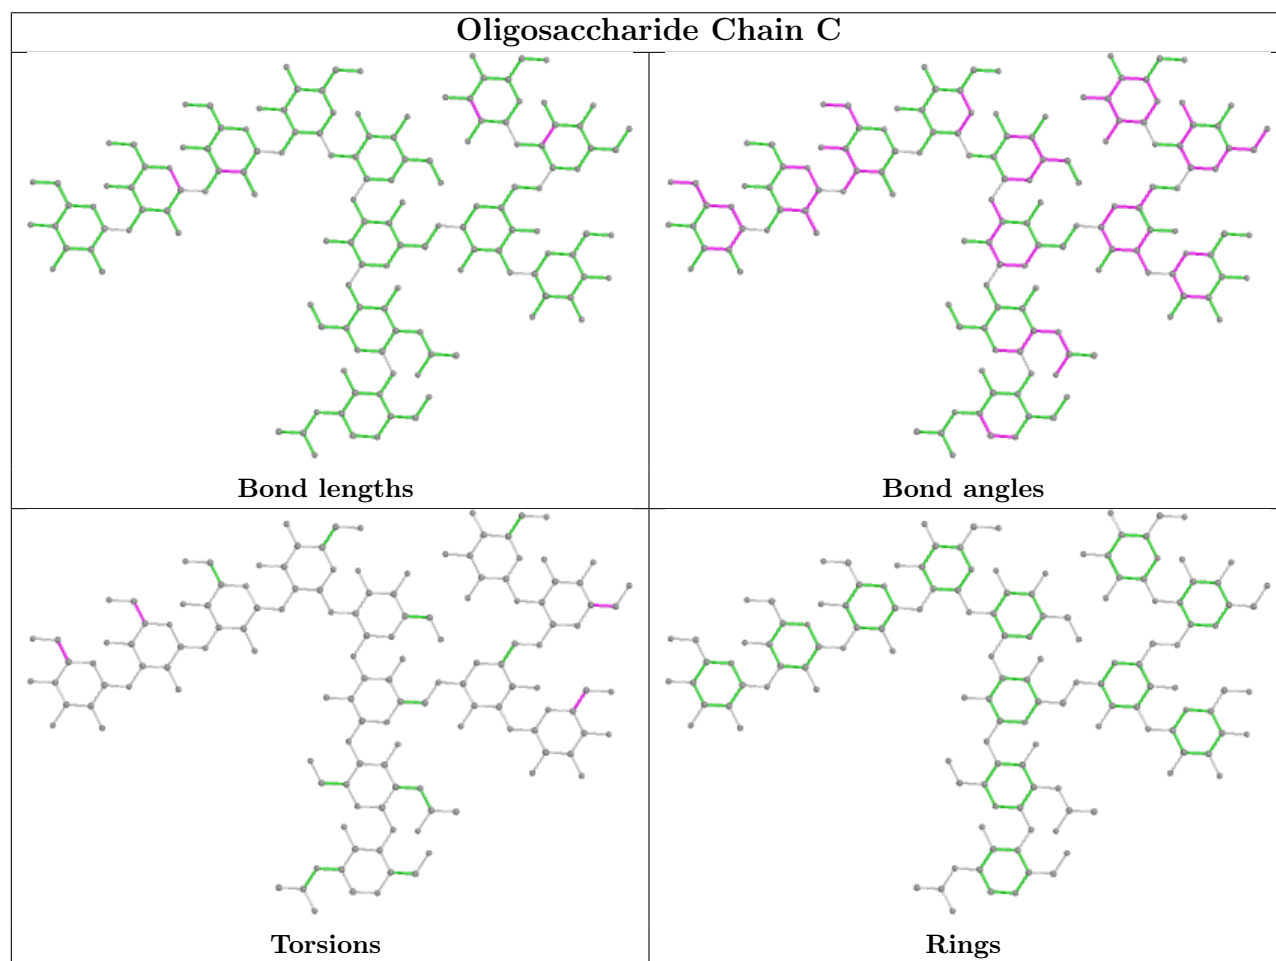 Oligosaccharide Chain C
Bond lengths
Bond angles
Torsions
Rings